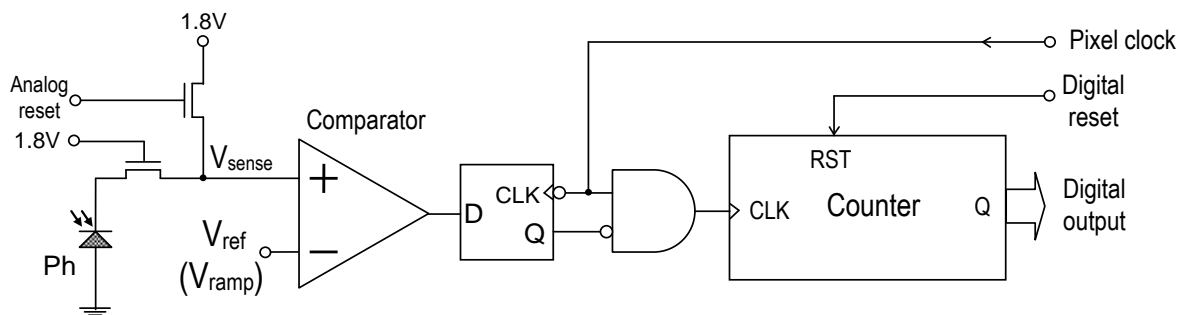 1.8V
Pixel clock
Analog
reset
Digital
reset
Comparator
1.8V
Vsense
RST
CLK
D
Q
CLK
Counter
Q
Digital
output
Vref
(Vramp)
Ph